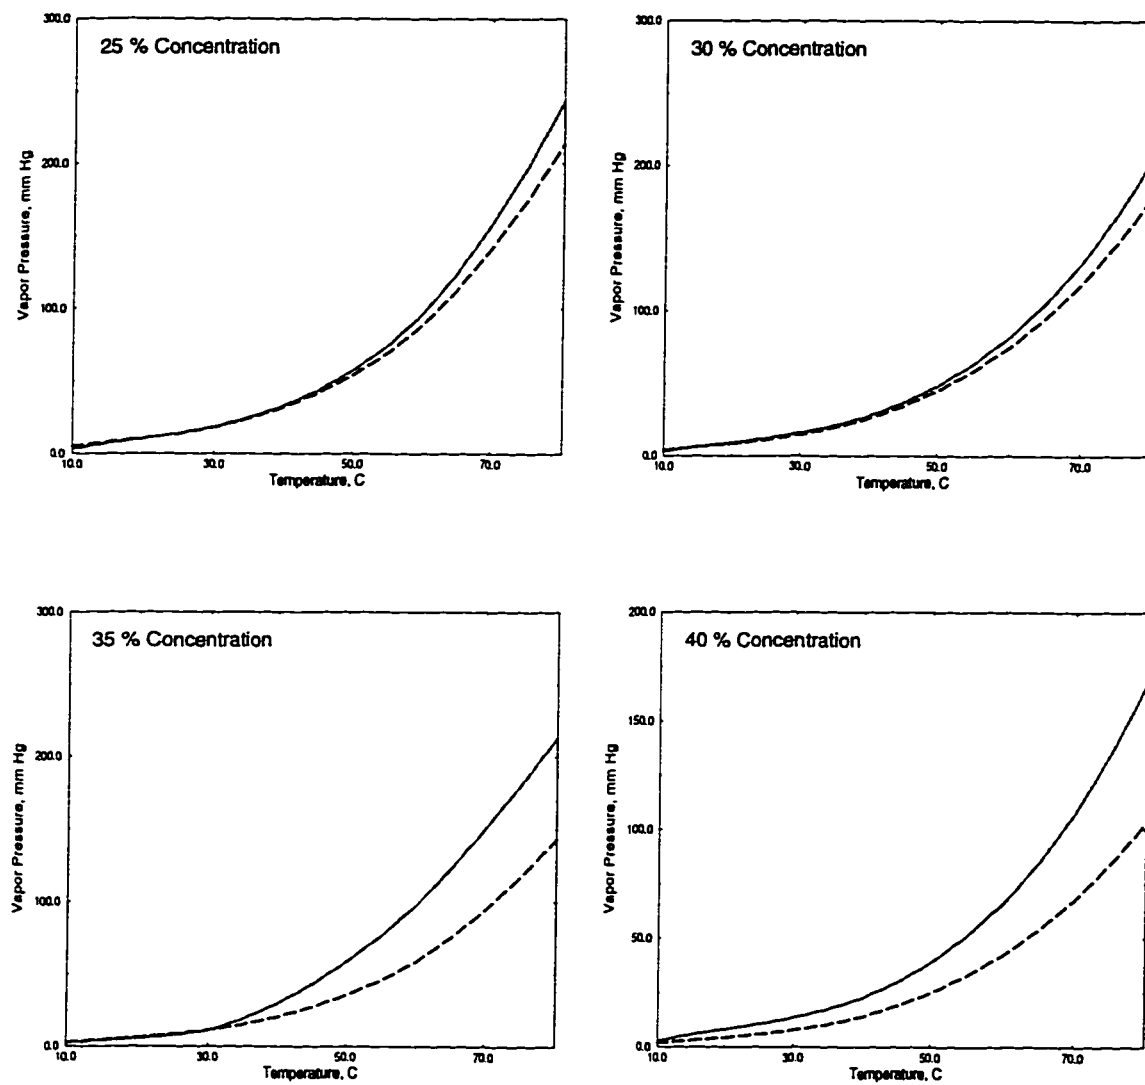 300.0
25 % Concentration
200.0
Vapor Pressure, mm Hg
100.0
0.0
10.0 30.0 50.0 70.0
Temperature, C
300.0
30 % Concentration
200.0
Vapor Pressure, mm Hg
100.0
0.0
10.0 30.0 50.0 70.0
Temperature, C
300.0
35 % Concentration
200.0
Vapor Pressure, mm Hg
100.0
0.0
10.0 30.0 50.0 70.0
Temperature, C
200.0
40 % Concentration
150.0
Vapor Pressure, mm Hg
100.0
50.0
0.0
10.0 30.0 50.0 70.0
Temperature, C